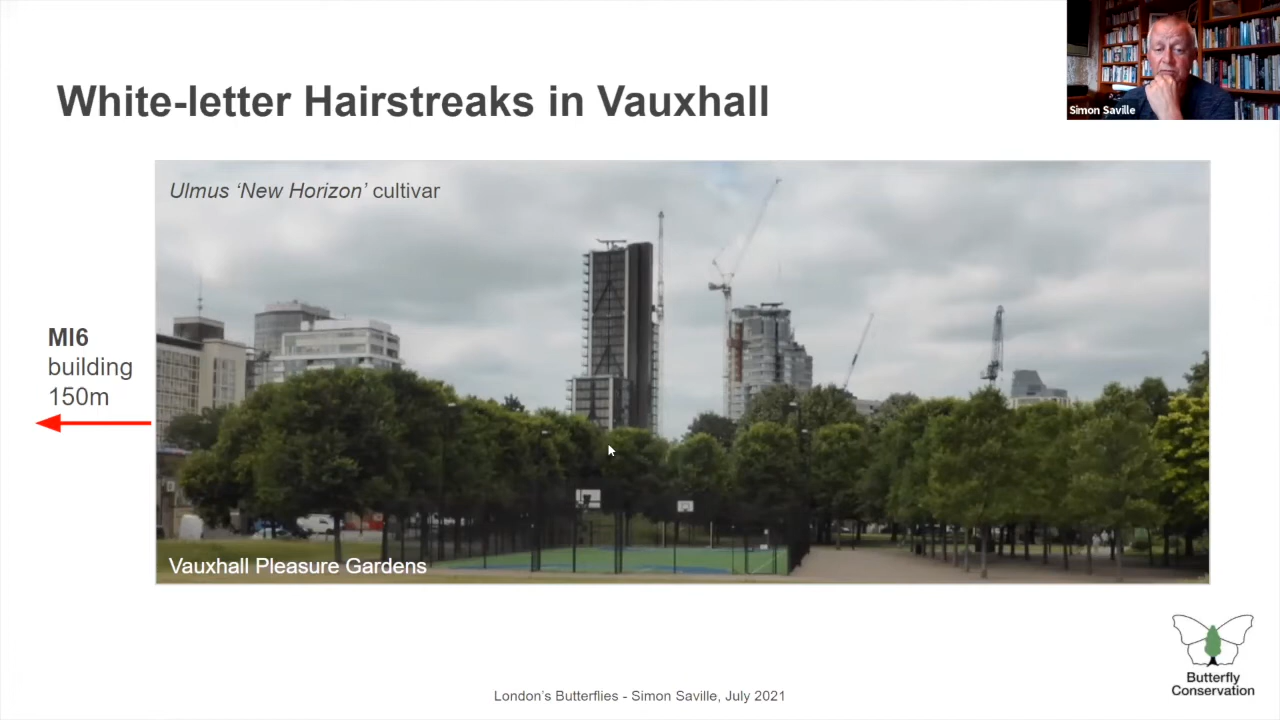 White-letter Hairstreaks in Vauxhall
Simon Saville
Ulmus ‘New Horizon’ cultivar
MI6
building
150m
Vauxhall Pleasure Gardens
Butterfly
Conservation
London’s Butterflies - Simon Saville, July 2021